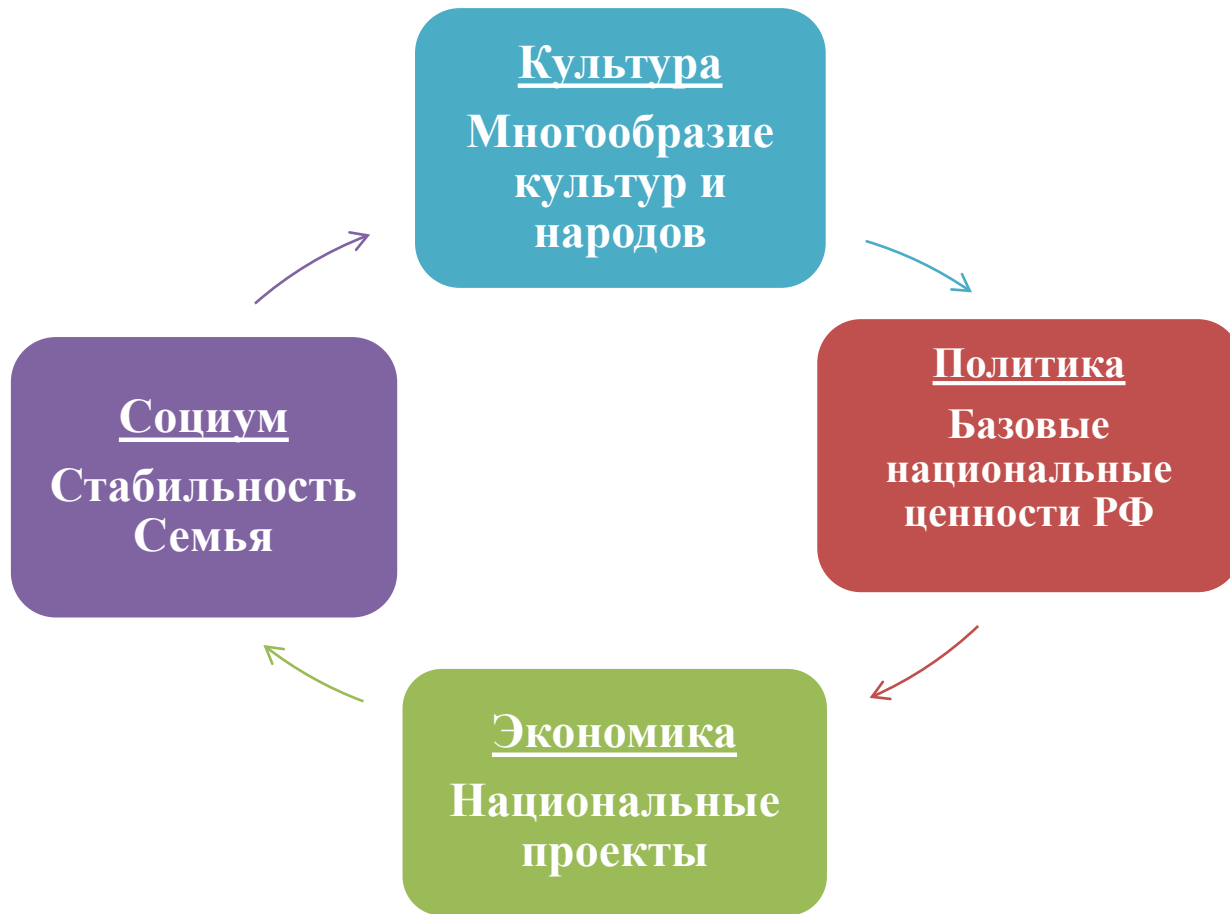 Культура
Многообразие
культур и
народов
Политика
Базовые
национальные
ценности РФ
Экономика
Национальные
проекты
Социум
Стабильность
Семья